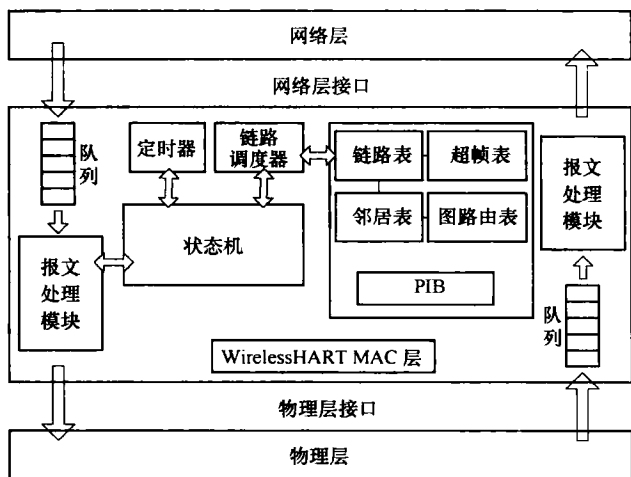 网络层
网络层接口
队
列
定时器
链路
调度器
链路表
超帧表
邻居表
图路由表
PIB
报文
处理
模块
状态机
报文
处理
模块
队
列
WirelessHART MAC 层
物理层接口
物理层